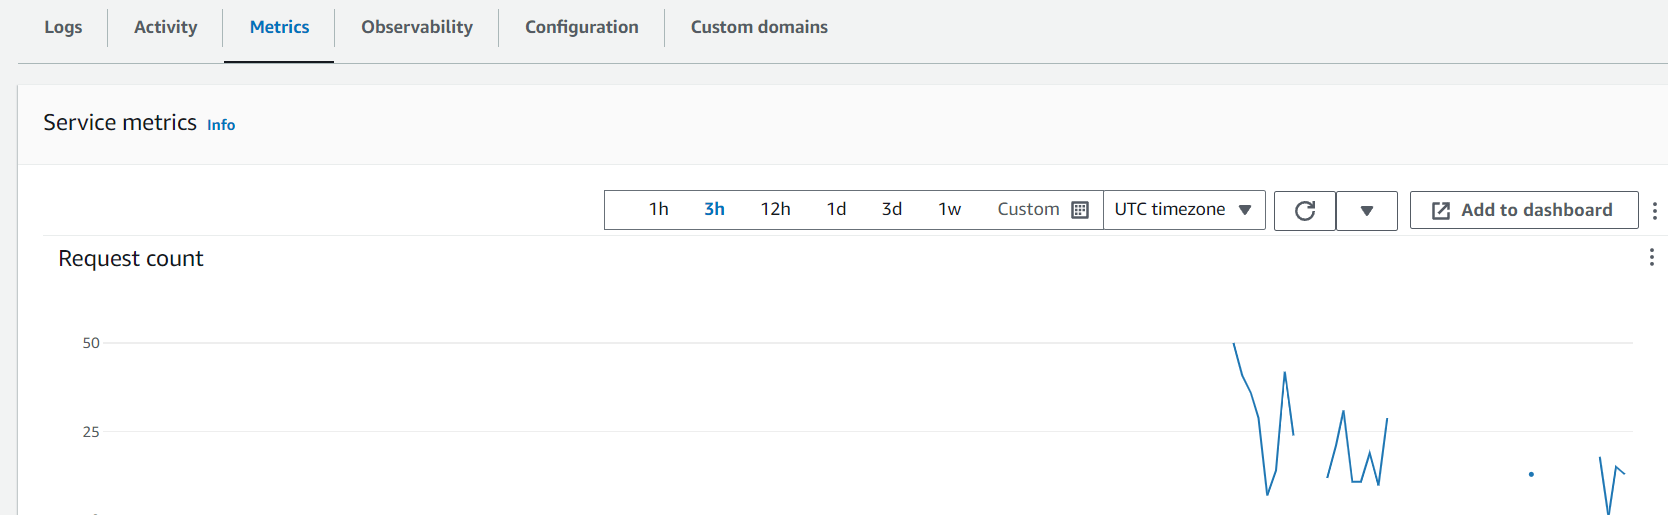 Logs Activity Metrics Observability Configuration Custom domains
Service metrics Info
1h 3h 12h 1d 3d 1w Custom UTC timezone Add to dashboard
Request count
50
25